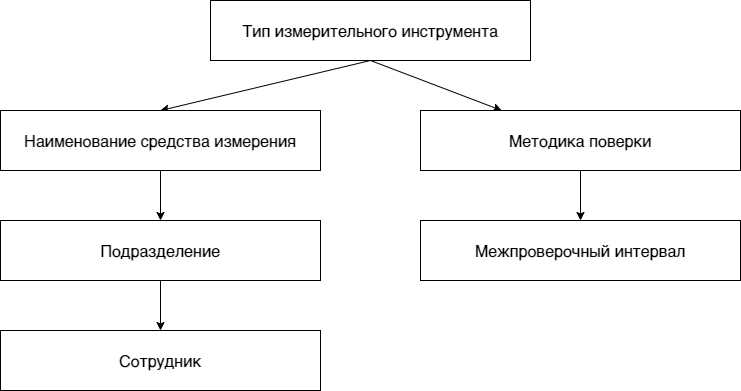 Тип измерительного инструмента
Наименование средства измерения
Методика поверки
Подразделение
Межпроверочный интервал
Сотрудник